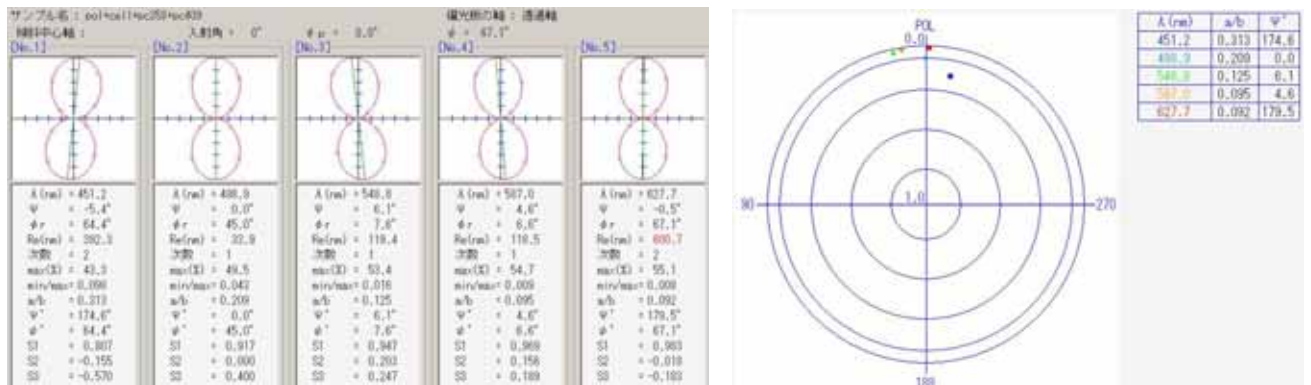 サンプル名 : pol+cell+pc250+pc#39 偏光板の軸 : 透過軸
入射角 = 0° φμ = 0.0° φ = 67.1°
[No.1] [No.2] [No.3] [No.4] [No.5]
λ(nm) = 451.2 λ(nm) = 488.9 λ(nm) = 548.8 λ(nm) = 587.0 λ(nm) = 627.7
Ψ = -5.4° Ψ = 0.0° Ψ = 6.1° Ψ = 4.6° Ψ = -0.5°
φr = 64.4° φr = 45.0° φr = 7.6° φr = 6.6° φr = 67.1°
Re(nm) = 392.3 Re(nm) = 32.9 Re(nm) = 118.4 Re(nm) = 118.5
次数 = 2 次数 = 1 次数 = 1 次数 = 1 次数 = 2
max(%) = 43.3 max(%) = 49.5 max(%) = 53.4 max(%) = 54.7 max(%) = 55.1
min/max = 0.098 min/max = 0.043 min/max = 0.016 min/max = 0.009 min/max = 0.008
a/b = 0.313 a/b = 0.209 a/b = 0.125 a/b = 0.095 a/b = 0.092
Ψ' = 174.6° Ψ' = 0.0° Ψ' = 6.1° Ψ' = 4.6° Ψ' = 179.5°
φ' = 64.4° φ' = 45.0° φ' = 7.6° φ' = 6.6° φ' = 67.1°
S1 = 0.807 S1 = 0.917 S1 = 0.947 S1 = 0.969 S1 = 0.983
S2 = -0.155 S2 = 0.000 S2 = 0.203 S2 = 0.156 S2 = -0.018
S3 = -0.570 S3 = 0.400 S3 = 0.247 S3 = 0.189 S3 = -0.183
POL
0.0
1.0
90
270
180
λ(nm) a/b Ψ'
451.2 0.313 174.6
488.9 0.209 0.0
548.8 0.125 6.1
587.0 0.095 4.6
627.7 0.092 179.5